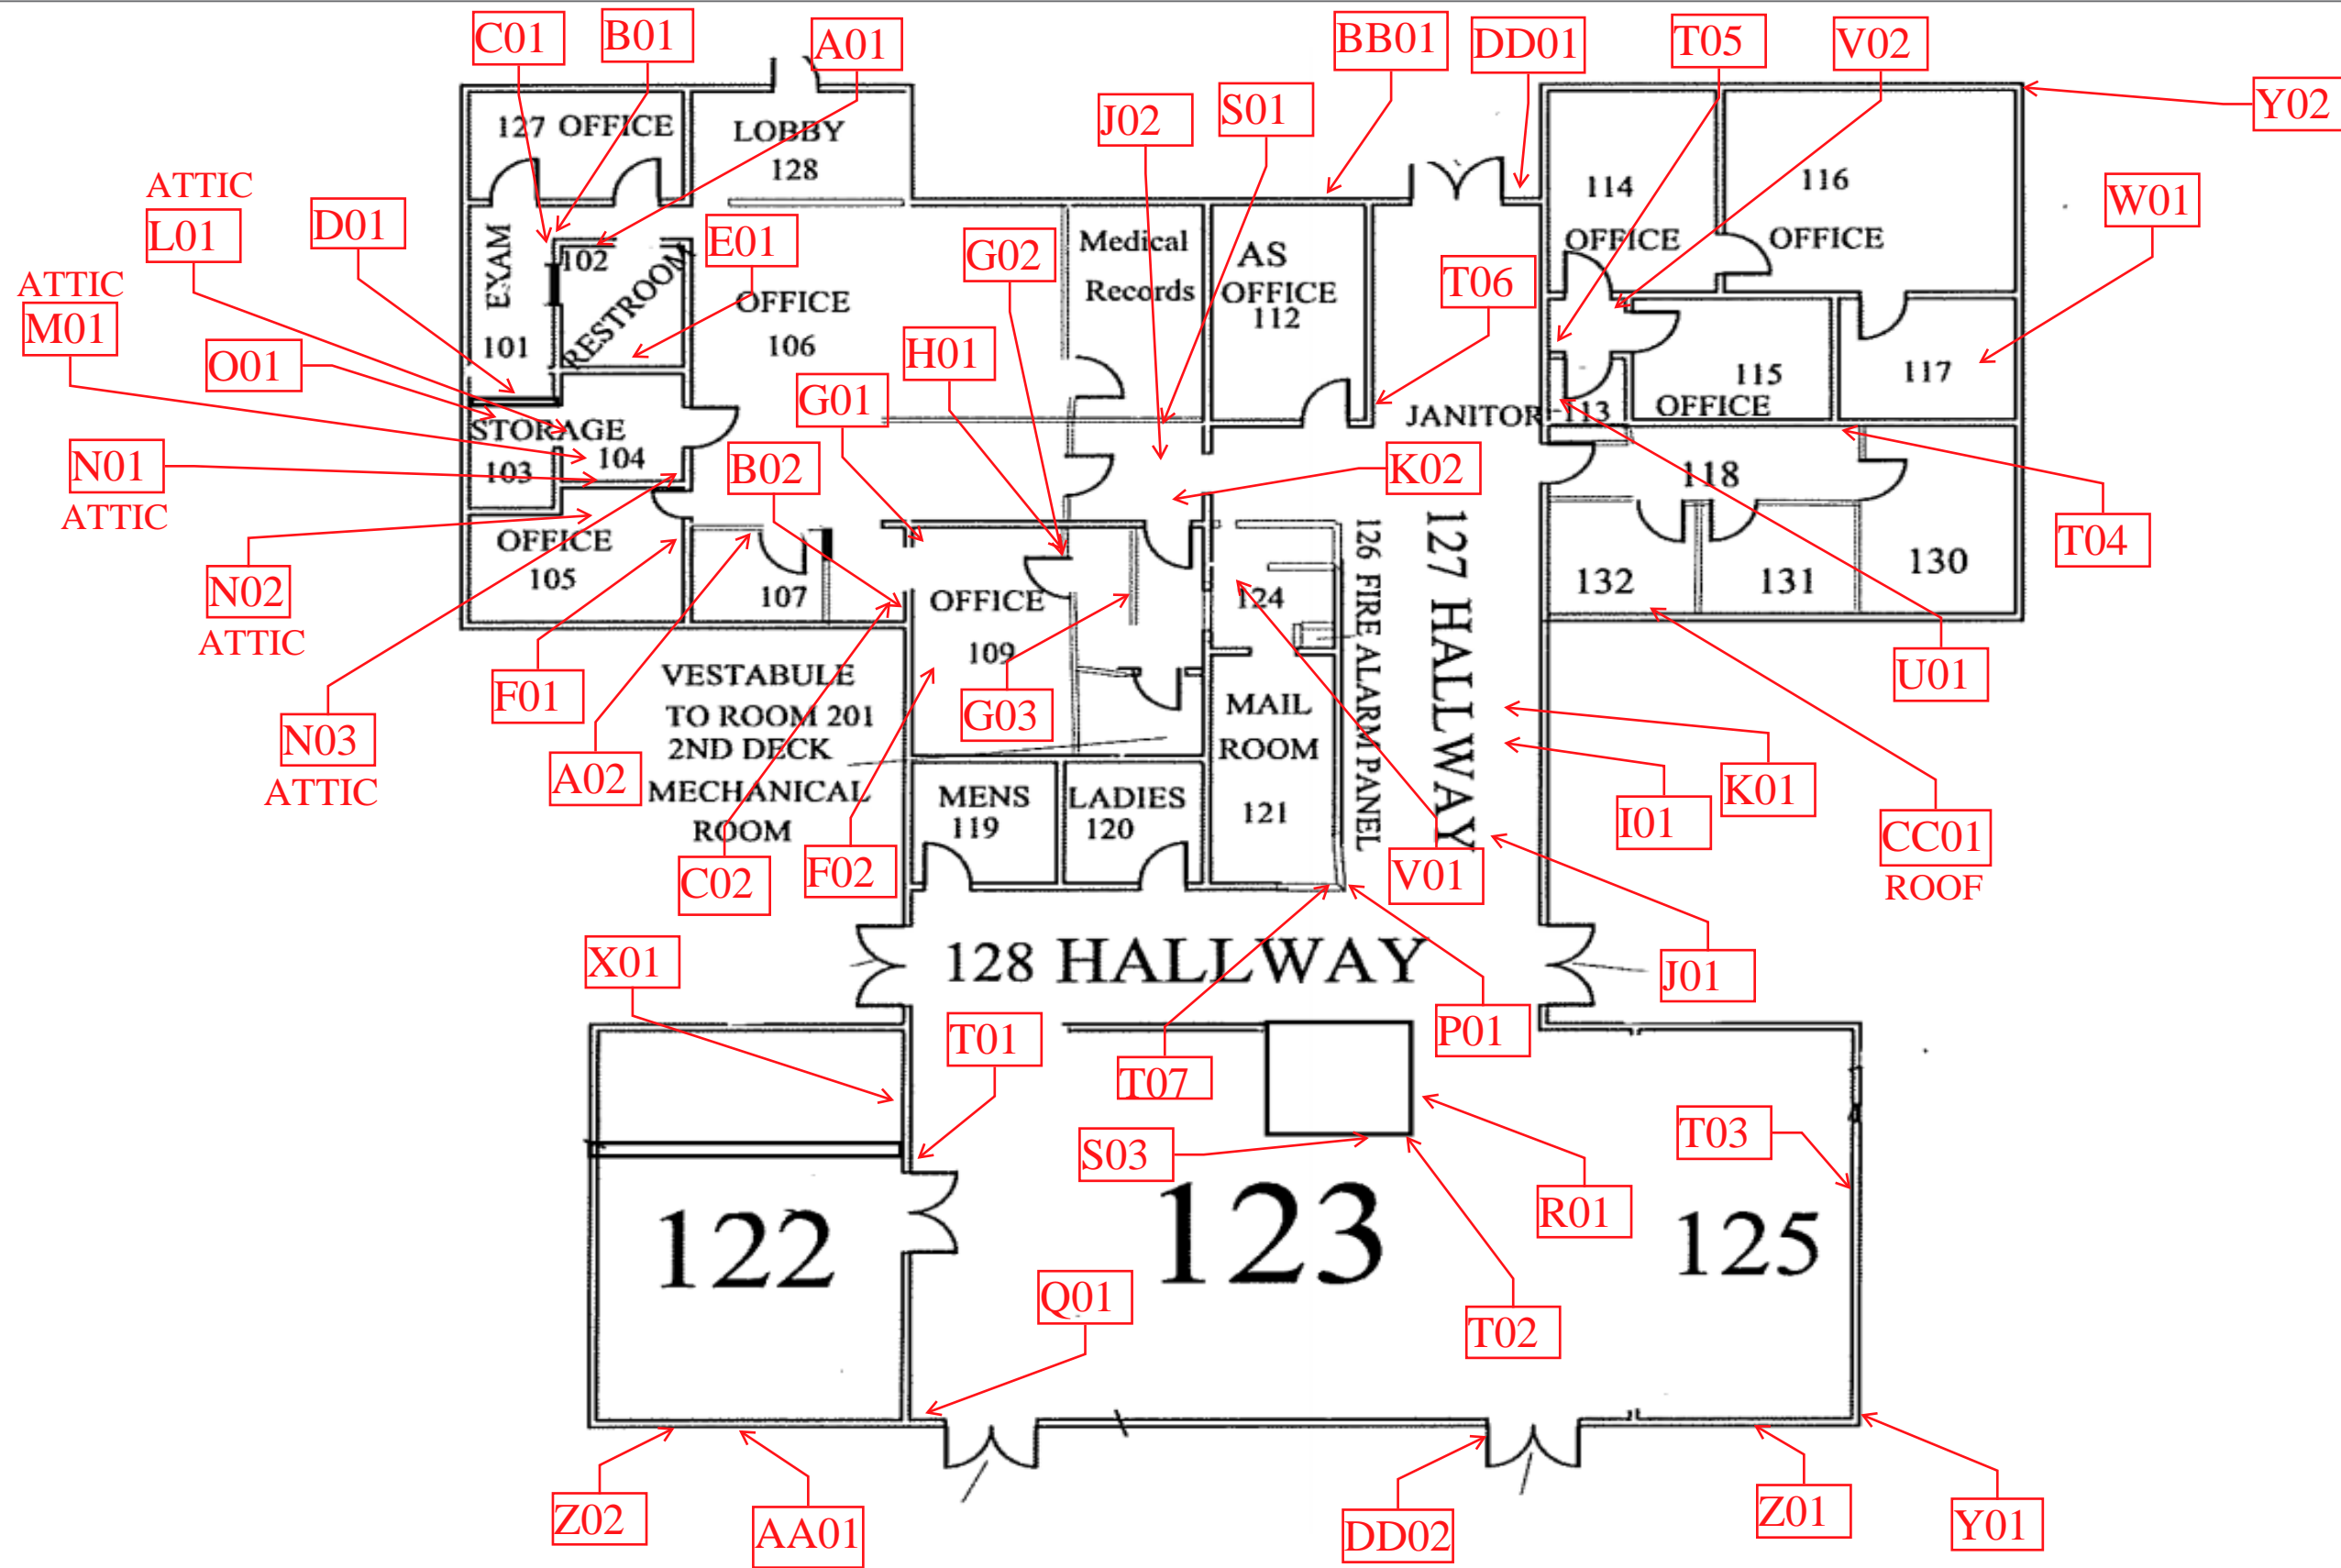 C01
B01
A01
BB01
DD01
T05
V02
Y02
127 OFFICE
LOBBY
128
J02
S01
ATTIC
L01
D01
EXAM
101
102
RESTROOM
E01
OFFICE
106
G02
Medical
Records
AS
OFFICE
112
T06
114
OFFICE
116
OFFICE
W01
ATTIC
M01
O01
H01
G01
115
OFFICE
117
JANITOR 113
STORAGE
103
104
N01
ATTIC
B02
K02
118
T04
OFFICE
105
107
N02
ATTIC
OFFICE
109
124
126 FIRE ALARM PANEL
127 HALLWAY
132
131
130
F01
N03
ATTIC
A02
VESTABULE
TO ROOM 201
2ND DECK
MECHANICAL
ROOM
G03
MAIL
ROOM
121
U01
K01
I01
CC01
ROOF
MENS
119
LADIES
120
C02
F02
V01
X01
128 HALLWAY
J01
T01
P01
T07
S03
T03
R01
122
123
125
Q01
T02
Z02
AA01
DD02
Z01
Y01